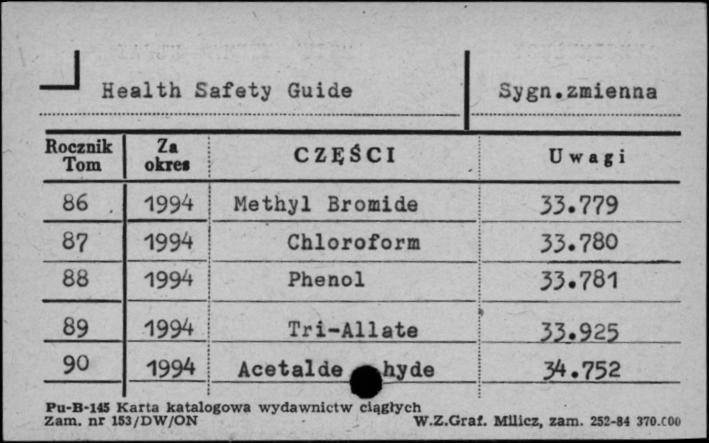 Health Safety Guide Sygn.zmienna
Rocznik Tom Za okres CZĘŚCI Uwagi
86 1994 Methyl Bromide 33.779
87 1994 Chloroform 33.780
88 1994 Phenol 33.781
89 1994 Tri-Allate 33.925
90 1994 Acetalde hyde 34.752
Pu-B-145 Karta katalogowa wydawnictw ciągłych
Zam. nr 153/DW/ON W.Z.Graf. Milicz, zam. 252-84 370.000